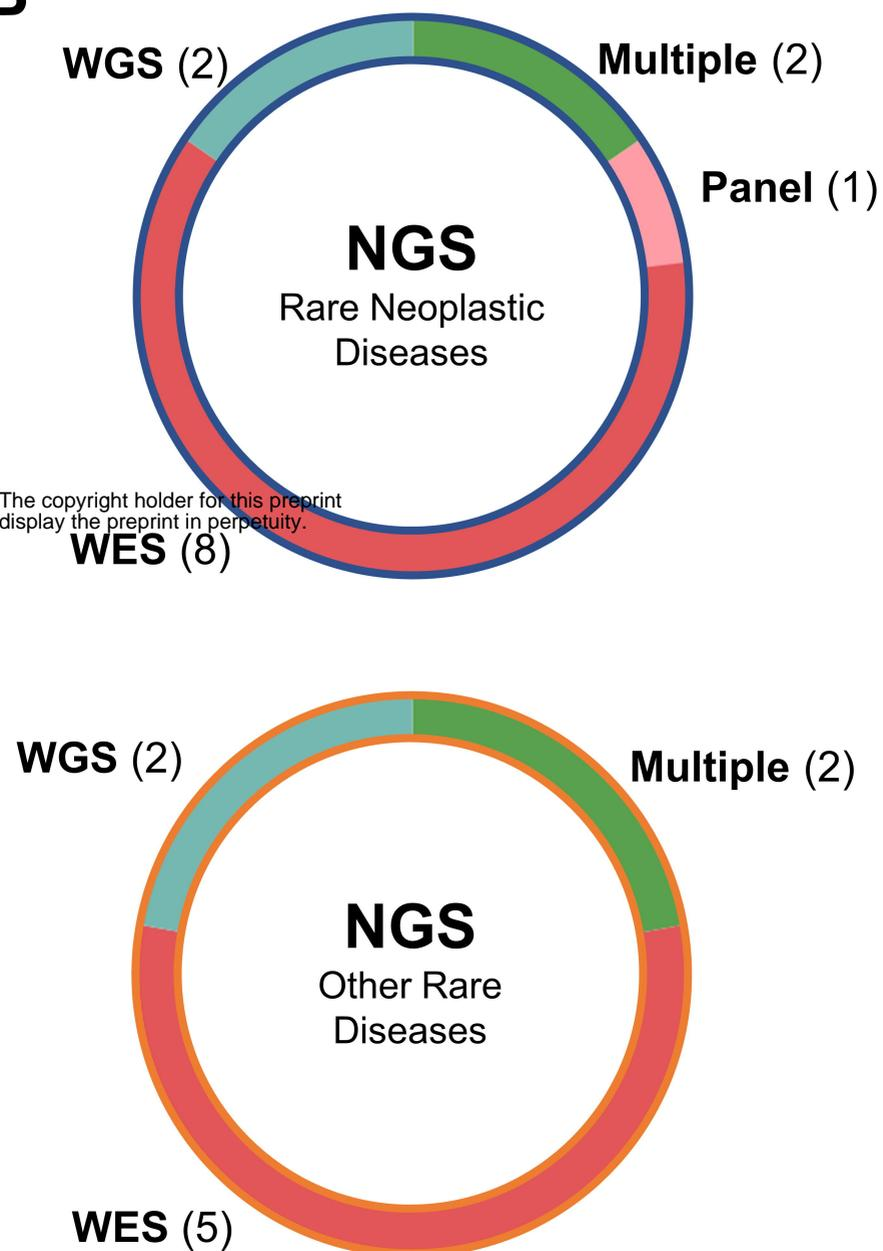 WGS (2)
Multiple (2)
Panel (1)
NGS
Rare Neoplastic
Diseases
The copyright holder for this preprint
display the preprint in perpetuity.
WES (8)
WGS (2)
Multiple (2)
NGS
Other Rare
Diseases
WES (5)